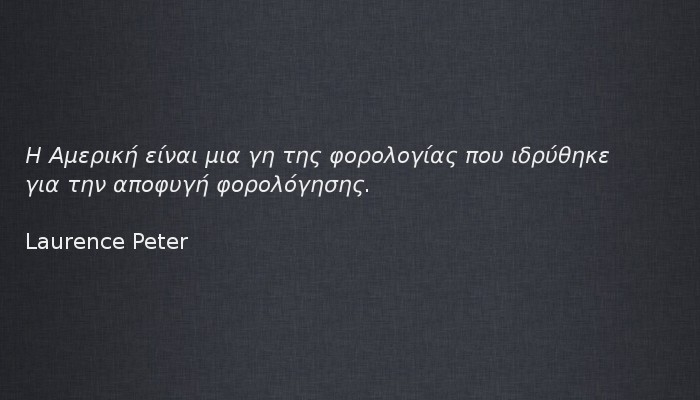 Η Αμερική είναι μια γη της φορολογίας που ιδρύθηκε
για την αποφυγή φορολόγησης.
Laurence Peter